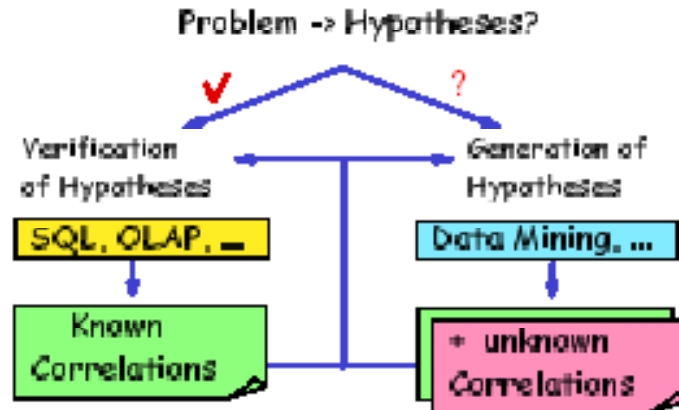 Problem -> Hypotheses?
?
Verification
of Hypotheses
Generation of
Hypotheses
SQL, OLAP, ...
Data Mining, ...
Known
Correlations
+ unknown
Correlations